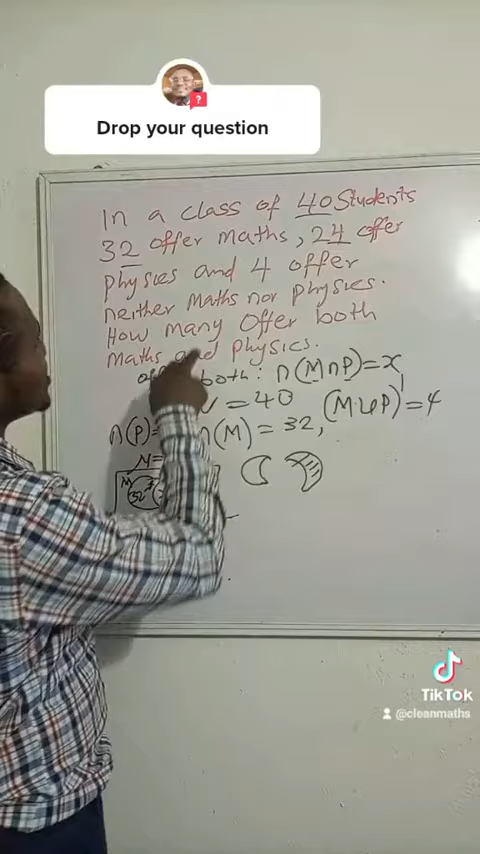 Drop your question
In a class of 40 Students
32 offer maths, 24 offer
physics and 4 offer
neither Maths nor physics.
How many Offer both
maths and physics.
both: n(M∩P)=x
= 40 (M∪P)'=4
n(P)= n(M) = 32,
M
32
TikTok
@cleanmaths